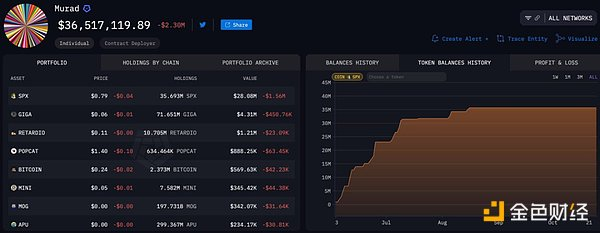 Murad
$36,517,119.89 -$2.30M
Share
Individual Contract Deployer
ALL NETWORKS
Create Alert Trace Entity Visualize
PORTFOLIO HOLDINGS BY CHAIN PORTFOLIO ARCHIVE
ASSET PRICE HOLDINGS VALUE
SPX $0.79 -$0.04 35.693M SPX $28.08M -$1.56M
GIGA $0.06 -$0.01 71.651M GIGA $4.31M -$450.76K
RETARDIO $0.11 -$0.00 10.705M RETARDIO $1.21M -$23.09K
POPCAT $1.40 -$0.10 634.464K POPCAT $888.25K -$63.45K
BITCOIN $0.24 -$0.02 2.373M BITCOIN $569.63K -$42.23K
MINI $0.05 -$0.01 7.582M MINI $345.42K -$44.38K
MOG $0.00 -$0.00 197.731B MOG $342.07K -$31.64K
APU $0.00 -$0.00 299.367M APU $234.17K -$30.81K
BALANCES HISTORY TOKEN BALANCES HISTORY PROFIT & LOSS
COIN SPX Choose a token 1W 1M 3M ALL
45M
40M
35M
30M
25M
20M
15M
10M
5M
0
3 Jul Aug Sep Oct 21
金色财经